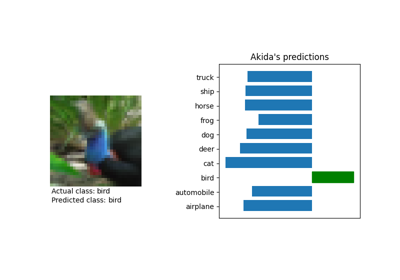 Akida's predictions
truck
ship
horse
frog
dog
deer
cat
bird
automobile
airplane
Actual class: bird
Predicted class: bird